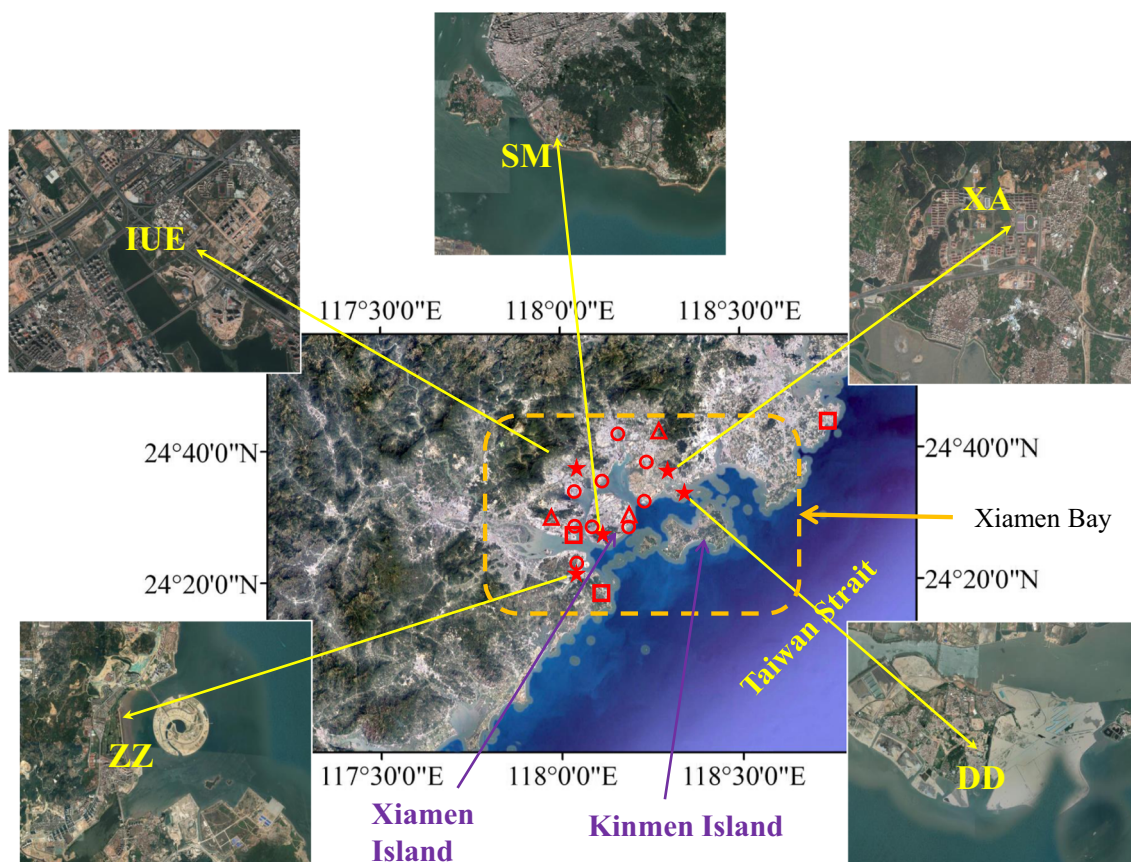 SM
XA
IUE
117°30'0"E
118°0'0"E
118°30'0"E
24°40'0"N
24°40'0"N
Xiamen Bay
24°20'0"N
24°20'0"N
Taiwan Strait
ZZ
DD
117°30'0"E
118°0'0"E
118°30'0"E
Xiamen
Island
Kinmen Island